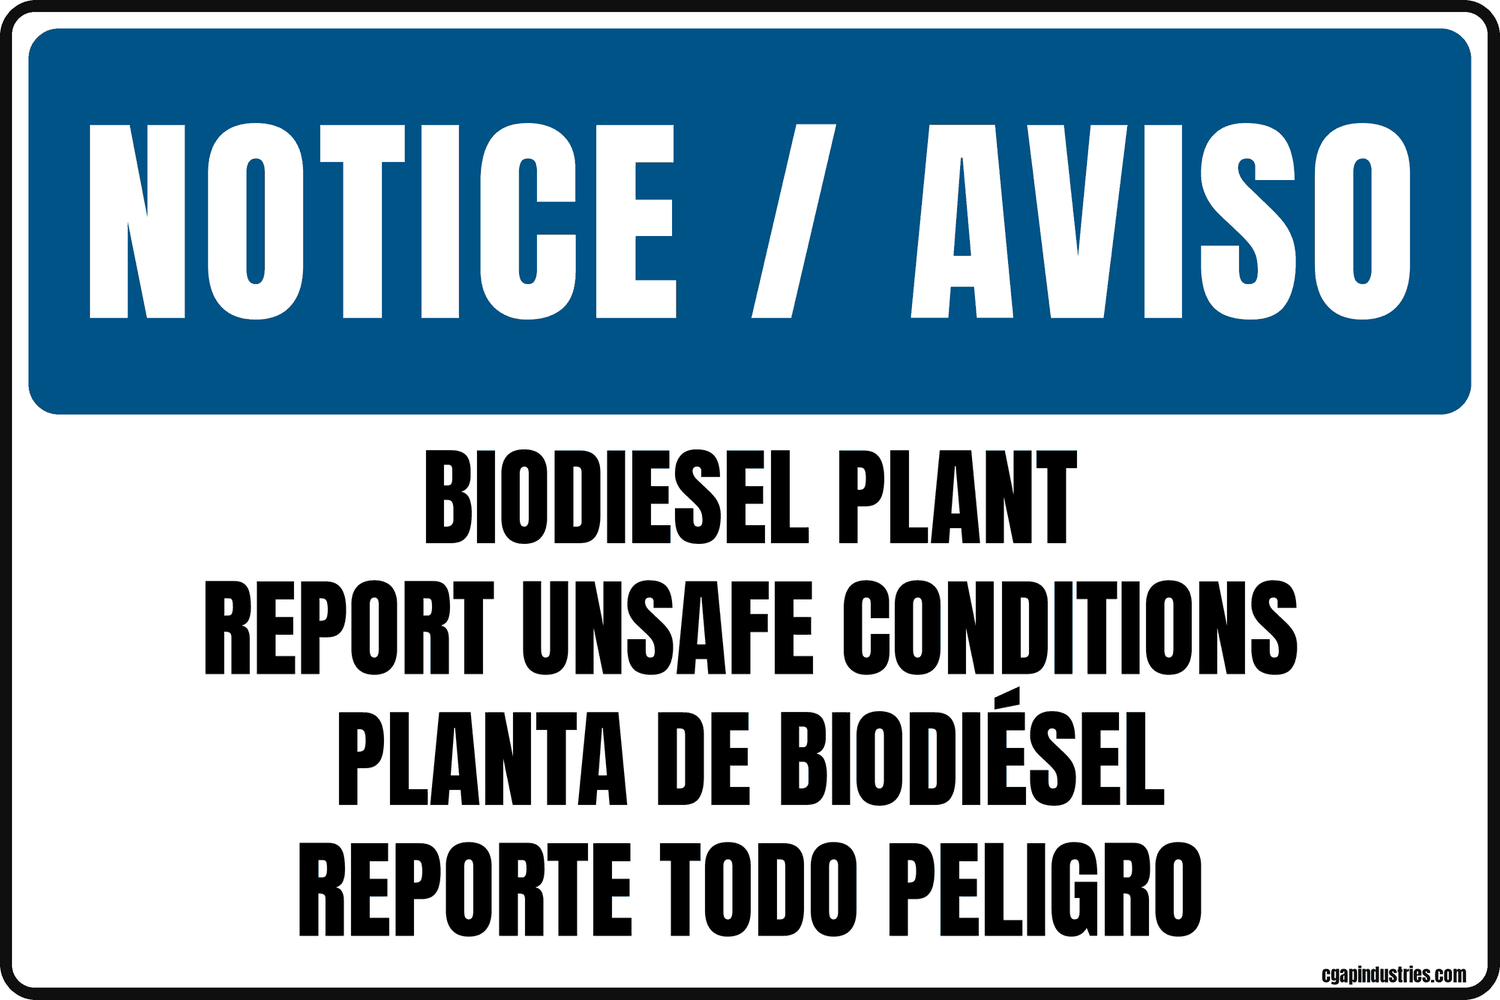 NOTICE / AVISO
BIODIESEL PLANT
REPORT UNSAFE CONDITIONS
PLANTA DE BIODIÉSEL
REPORTE TODO PELIGRO
cgapindustries.com